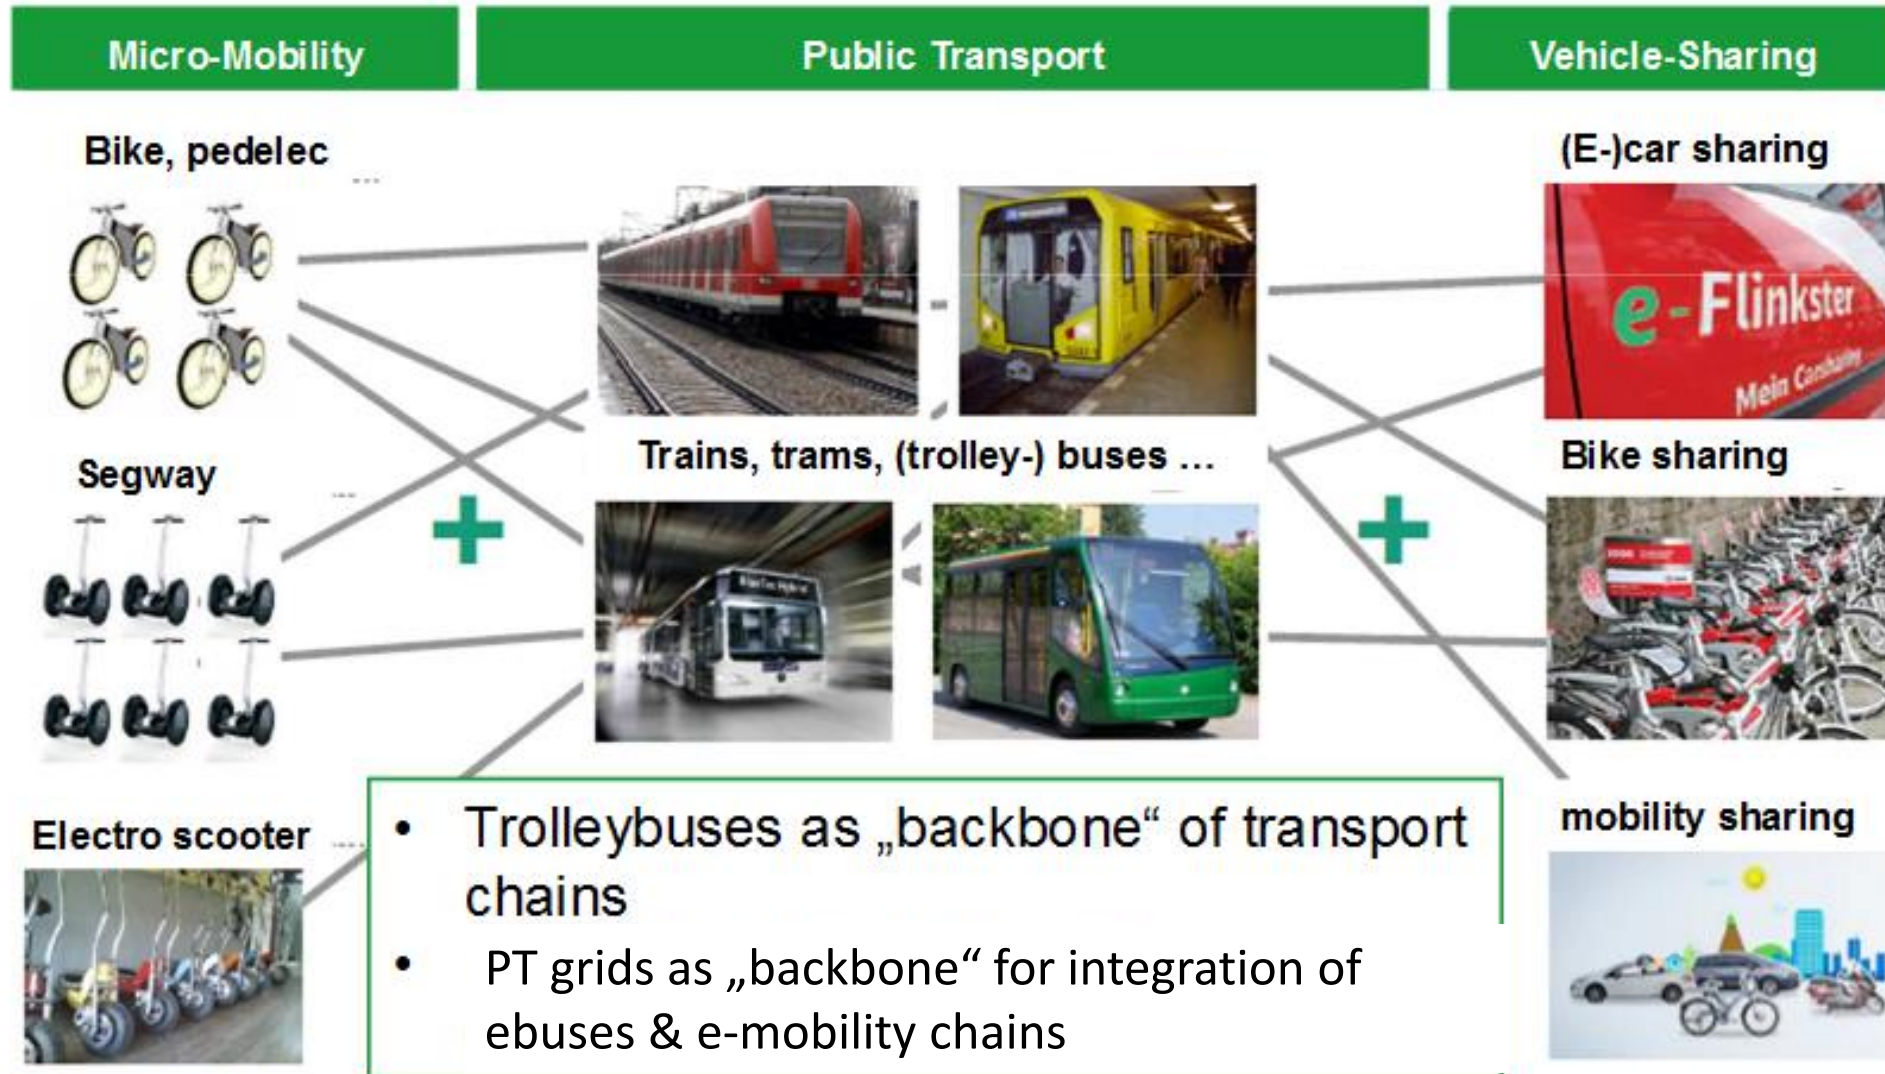 Micro-Mobility
Public Transport
Vehicle-Sharing
Bike, pedelec ...
(E-)car sharing
e-Flinkster
Mein Carsharing
Trains, trams, (trolley-) buses ...
Segway ...
Bike sharing
Electro scooter ....
mobility sharing
• Trolleybuses as „backbone“ of transport
chains
• PT grids as „backbone“ for integration of
ebuses & e-mobility chains